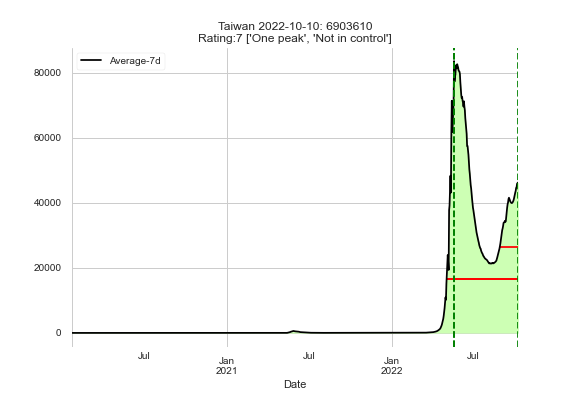 Taiwan 2022-10-10: 6903610
Rating:7 ['One peak', 'Not in control']
Average-7d
80000
60000
40000
20000
0
Jul
Jan
2021
Jul
Jan
2022
Jul
Date